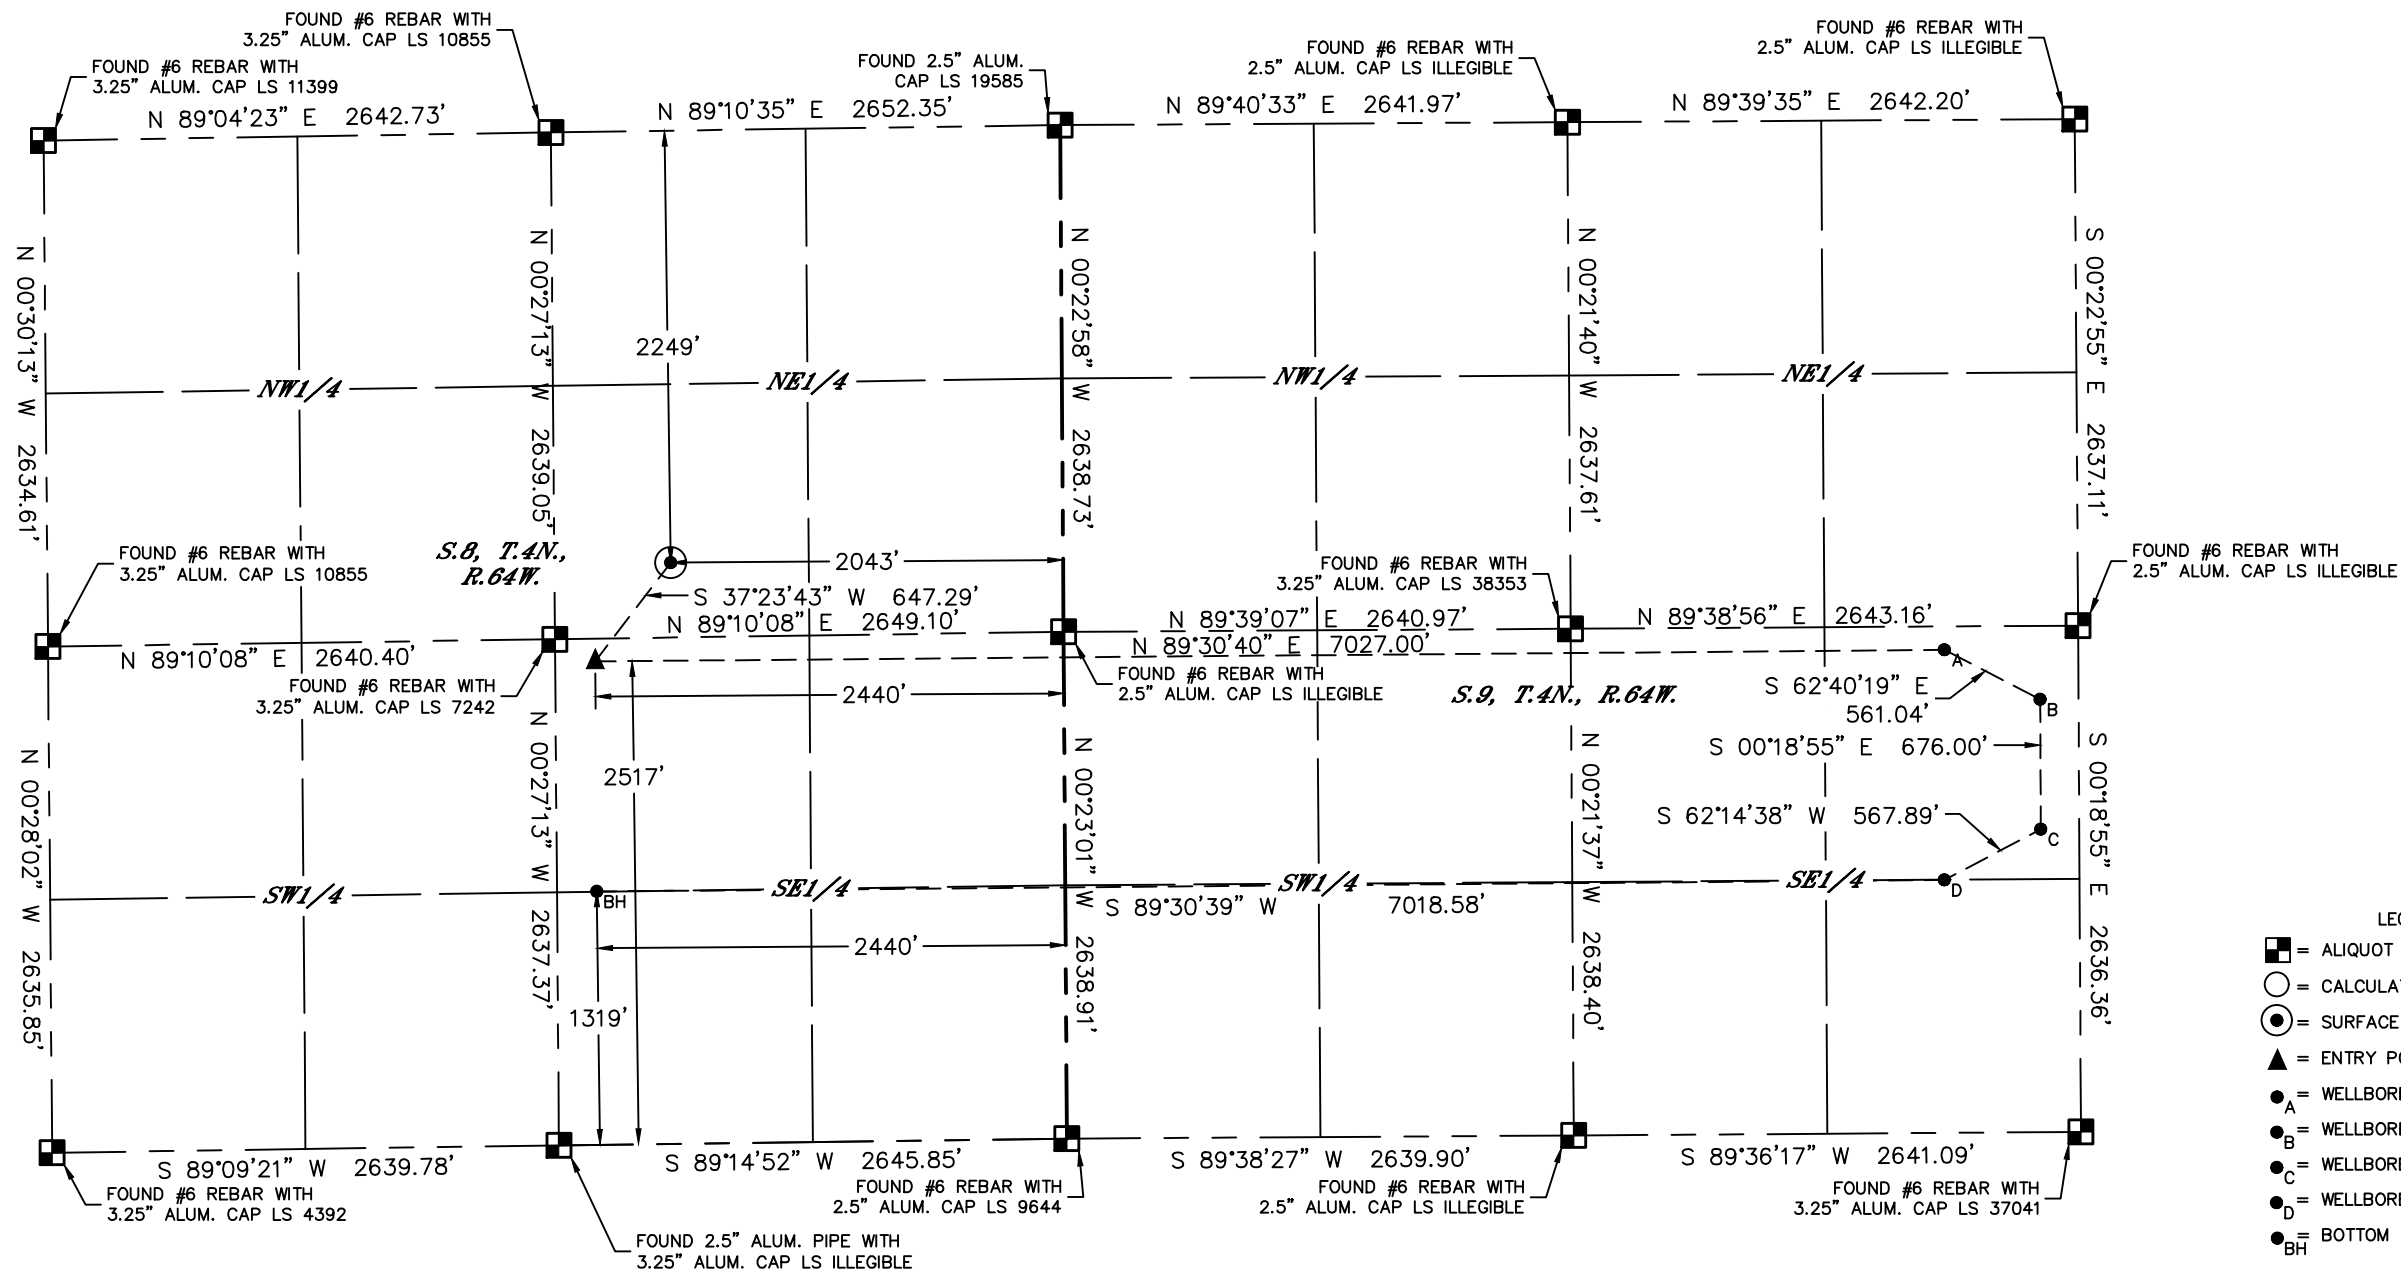 FOUND #6 REBAR WITH
3.25" ALUM. CAP LS 10855
FOUND #6 REBAR WITH
3.25" ALUM. CAP LS 11399
FOUND 2.5" ALUM.
CAP LS 19585
FOUND #6 REBAR WITH
2.5" ALUM. CAP LS ILLEGIBLE
FOUND #6 REBAR WITH
2.5" ALUM. CAP LS ILLEGIBLE
N 89°04'23" E 2642.73'
N 89°10'35" E 2652.35'
N 89°40'33" E 2641.97'
N 89°39'35" E 2642.20'
N 00°30'13" W 2634.61'
N 00°27'13" W 2639.05'
N 00°22'58" W 2638.73'
N 00°21'40" W 2637.61'
S 00°22'55" E 2637.11'
2249'
NW1/4
NE1/4
NW1/4
NE1/4
FOUND #6 REBAR WITH
3.25" ALUM. CAP LS 10855
S.8, T.4N.,
R.64W.
2043'
S 37°23'43" W 647.29'
FOUND #6 REBAR WITH
3.25" ALUM. CAP LS 38353
FOUND #6 REBAR WITH
2.5" ALUM. CAP LS ILLEGIBLE
N 89°10'08" E 2640.40'
N 89°10'08" E 2649.10'
N 89°39'07" E 2640.97'
N 89°38'56" E 2643.16'
N 89°30'40" E 7027.00'
FOUND #6 REBAR WITH
3.25" ALUM. CAP LS 7242
FOUND #6 REBAR WITH
2.5" ALUM. CAP LS ILLEGIBLE
2440'
S.9, T.4N., R.64W.
A
S 62°40'19" E
561.04'
B
S 00°18'55" E 676.00'
S 62°14'38" W 567.89'
C
D
2517'
N 00°28'02" W 2635.85'
N 00°27'13" W 2637.37'
N 00°23'01" W 2638.91'
N 00°21'37" W 2638.40'
S 00°18'55" E 2636.36'
SW1/4
BH
SE1/4
SW1/4
SE1/4
S 89°30'39" W 7018.58'
2440'
1319'
S 89°09'21" W 2639.78'
S 89°14'52" W 2645.85'
S 89°38'27" W 2639.90'
S 89°36'17" W 2641.09'
FOUND #6 REBAR WITH
3.25" ALUM. CAP LS 4392
FOUND 2.5" ALUM. PIPE WITH
3.25" ALUM. CAP LS ILLEGIBLE
FOUND #6 REBAR WITH
2.5" ALUM. CAP LS 9644
FOUND #6 REBAR WITH
2.5" ALUM. CAP LS ILLEGIBLE
FOUND #6 REBAR WITH
3.25" ALUM. CAP LS 37041
= ALIQUOT
= SURFACE
= ENTRY
A = WELLBORE
B = WELLBORE
C = WELLBORE
D = WELLBORE
BH = BOTTOM